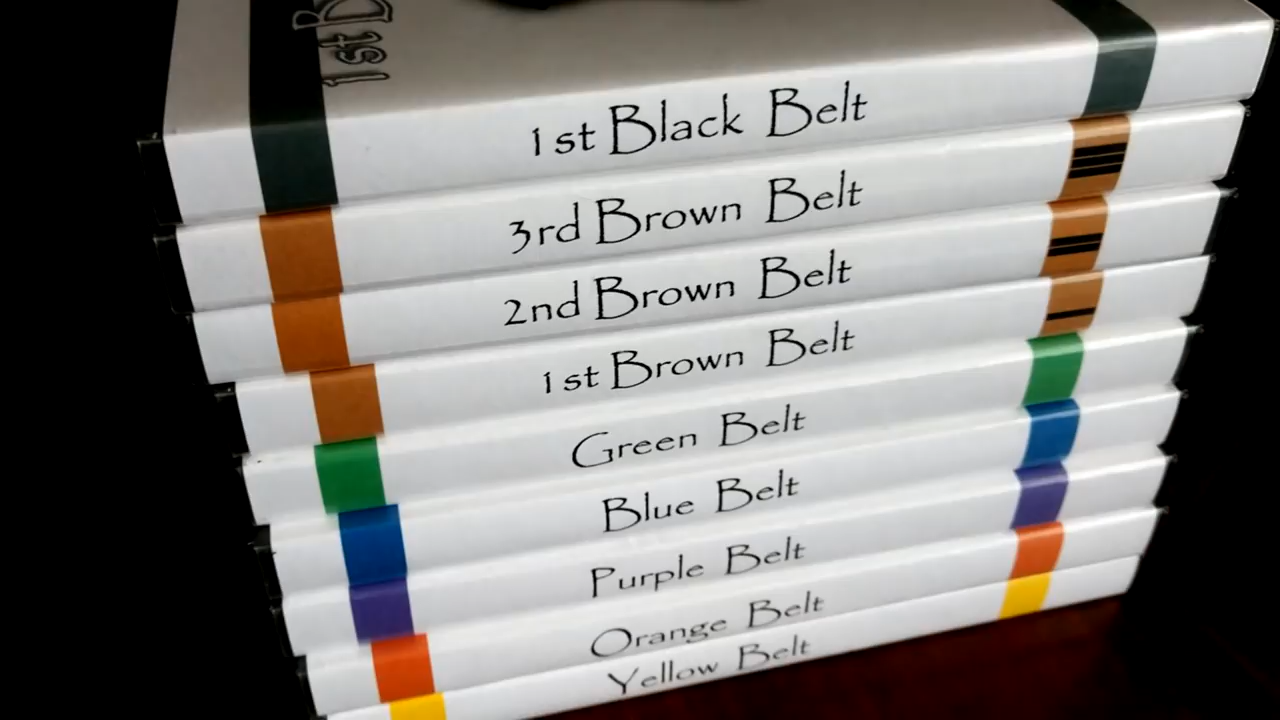 1st B
1st Black Belt
3rd Brown Belt
2nd Brown Belt
1st Brown Belt
Green Belt
Blue Belt
Purple Belt
Orange Belt
Yellow Belt